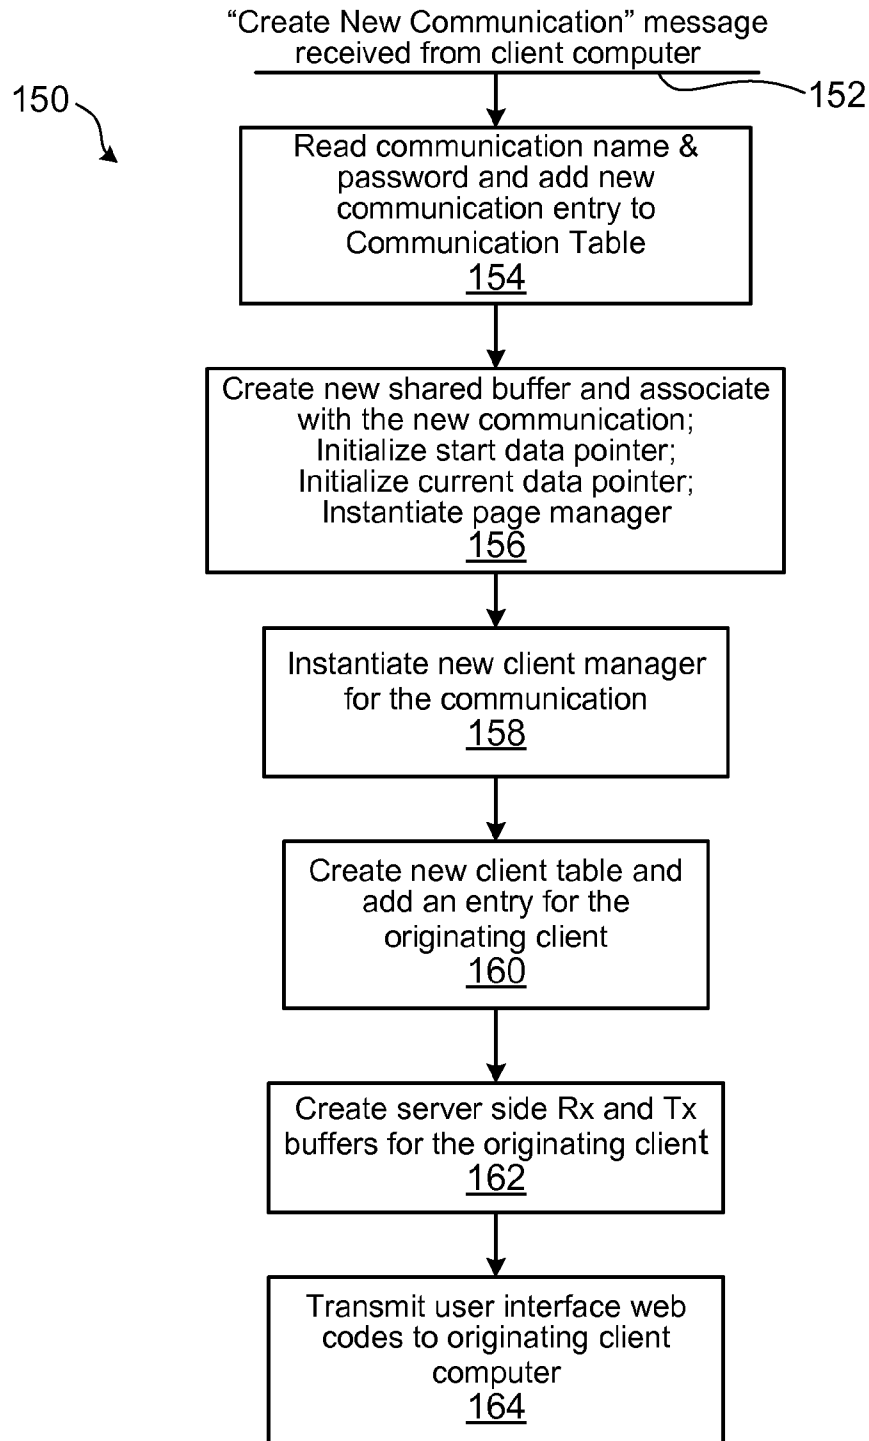 “Create New Communication” message
received from client computer
150
152
Read communication name &
password and add new
communication entry to
Communication Table
154
Create new shared buffer and associate
with the new communication;
Initialize start data pointer;
Initialize current data pointer;
Instantiate page manager
156
Instantiate new client manager
for the communication
158
Create new client table and
add an entry for the
originating client
160
Create server side Rx and Tx
buffers for the originating client
162
Transmit user interface web
codes to originating client
computer
164